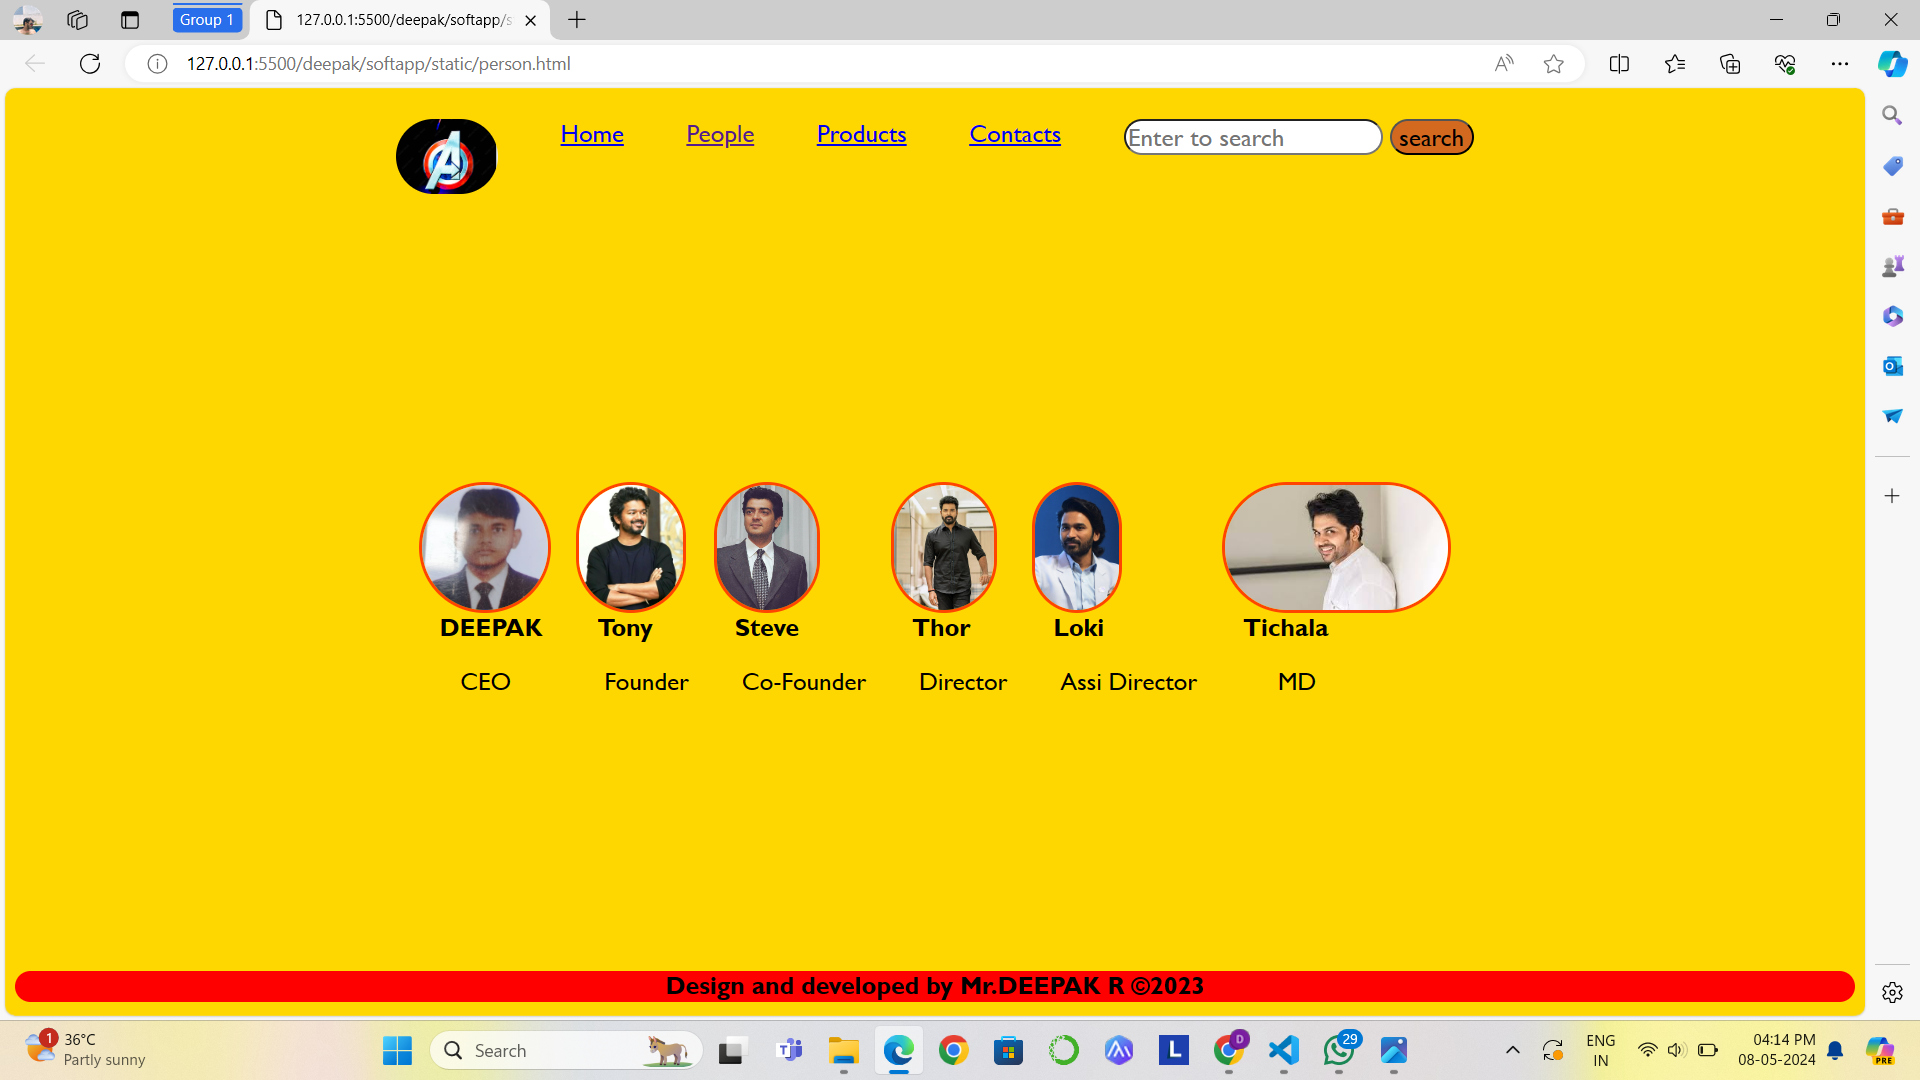 Group 1
127.0.0.1:5500/deepak/softapp/s
127.0.0.1:5500/deepak/softapp/static/person.html
Home People Products Contacts Enter to search search
DEEPAK Tony Steve Thor Loki Tichala
CEO Founder Co-Founder Director Assi Director MD
Design and developed by Mr.DEEPAK R ©2023
1 36°C
Partly sunny
Search
D
29
L
PRE
ENG
IN
04:14 PM
08-05-2024